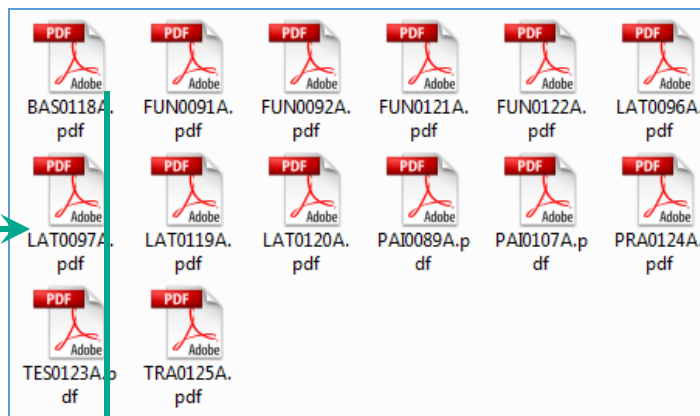 PDF PDF PDF PDF PDF PDF
Adobe Adobe Adobe Adobe Adobe Adobe
BAS0118A. FUN0091A. FUN0092A. FUN0121A. FUN0122A. LAT0096A.
pdf pdf pdf pdf pdf pdf
PDF PDF PDF PDF PDF PDF
Adobe Adobe Adobe Adobe Adobe Adobe
LAT0097A. LAT0119A. LAT0120A. PAI0089A.p PAI0107A.p PRA0124A.
pdf pdf pdf df df pdf
PDF PDF
Adobe Adobe
TES0123A.p TRA0125A.
df pdf